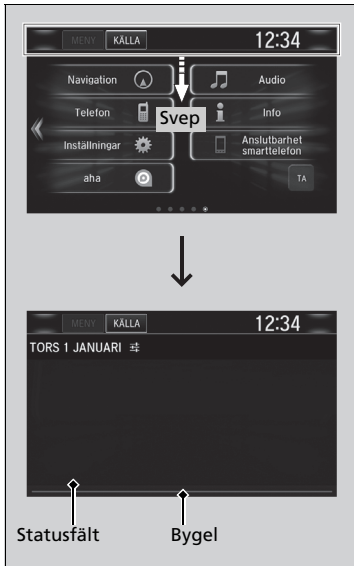 MENY KÄLLA 12:34
Navigation Audio
Telefon Info
Svep
Inställningar Anslutbarhet
smarttelefon
aha TA
MENY KÄLLA 12:34
TORS 1 JANUARI
Statusfält Bygel